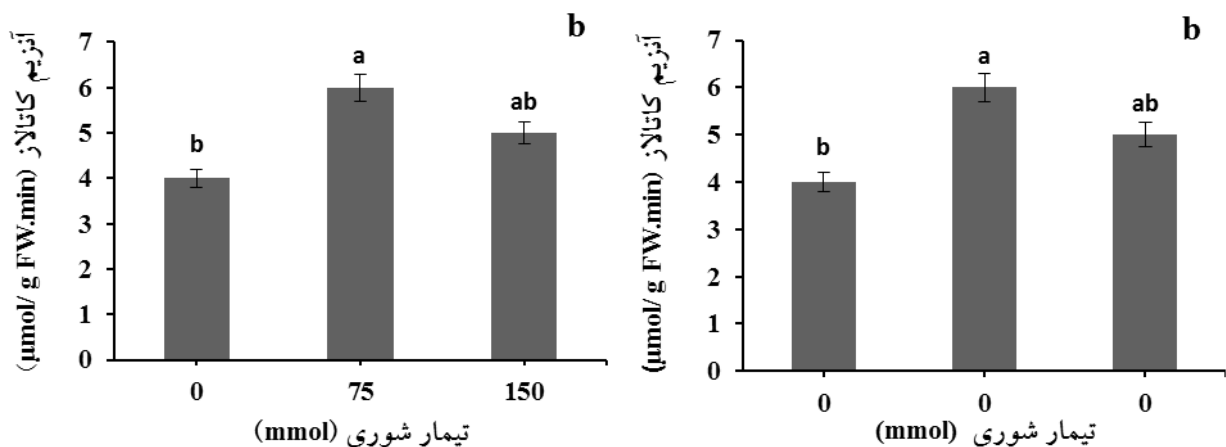 b
آنزیم کاتالاز
(µmol/ g FW.min)
7
6
5
4
3
2
1
0
b
a
ab
0 75 150
تیمار شوری (mmol)
b
آنزیم کاتالاز
(µmol/ g FW.min)
7
6
5
4
3
2
1
0
b
a
ab
0 0 0
تیمار شوری (mmol)